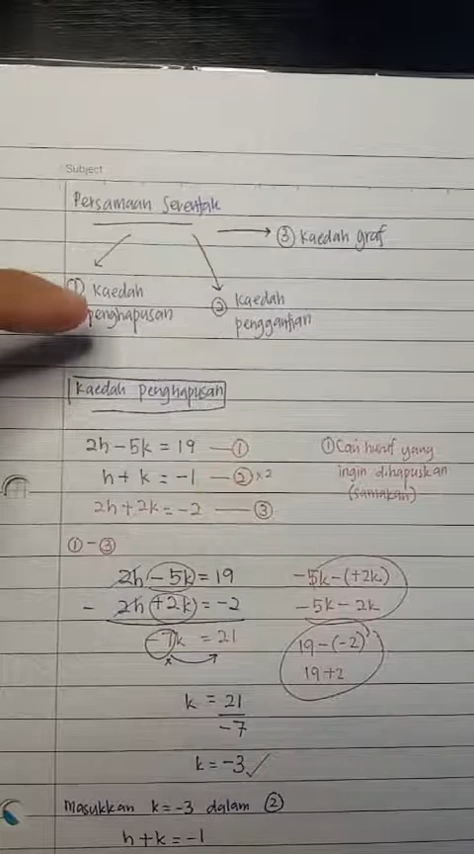 Subject
Persamaan Serentak
③ Kaedah graf
① Kaedah penghapusan
② Kaedah penggantian
Kaedah Penghapusan
2h - 5k = 19 — ①
h + k = -1 — ② ×2
2h + 2k = -2 — ③
① Cari huruf yang
ingin dihapuskan
(samakan)
① - ③
2h - 5k = 19
- 2h + 2k = -2
-7k = 21
-5k - (+2k)
-5k - 2k
19 - (-2)
19 + 2
k = 21
-7
k = -3 ✓
Masukkan k = -3 dalam ②
h + k = -1